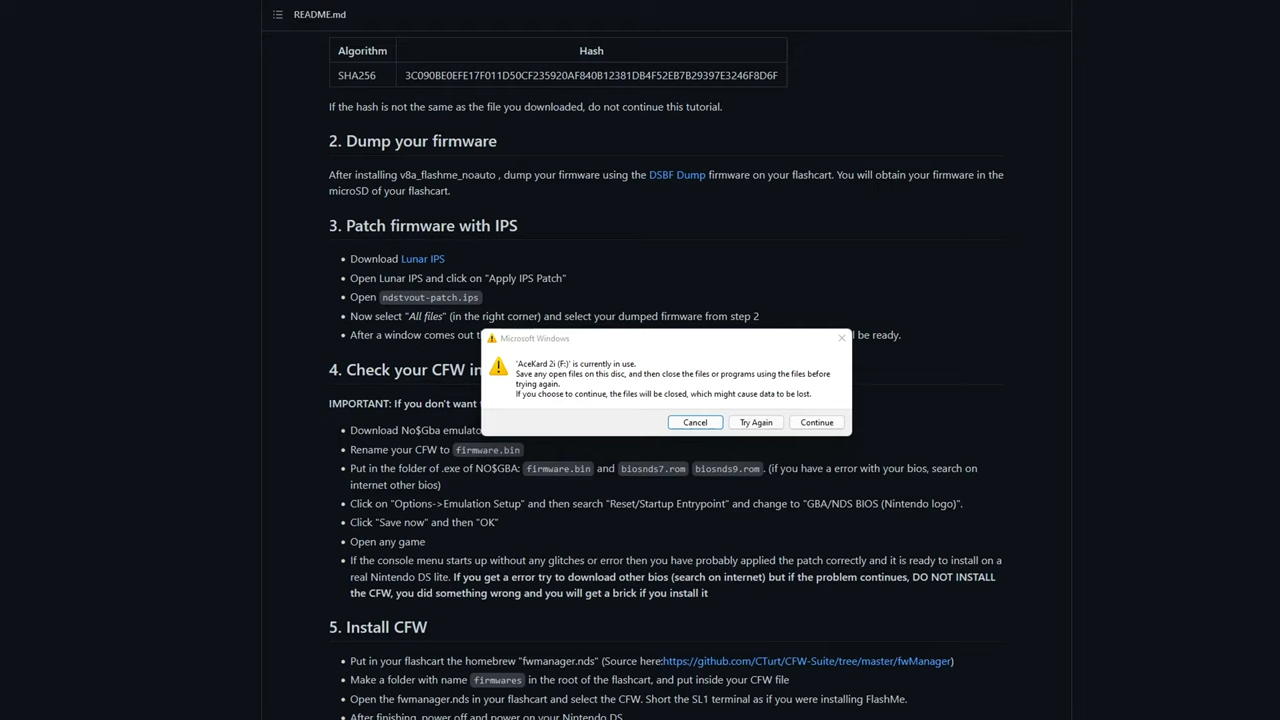 README.md
Algorithm Hash
SHA256 3C090BE0EFE17F011D50CF235920AF840B12381DB4F52EB7B29397E3246F8D6F
If the hash is not the same as the file you downloaded, do not continue this tutorial.
2. Dump your firmware
After installing v8a_flashme_noauto , dump your firmware using the DSBF Dump firmware on your flashcart. You will obtain your firmware in the
microSD of your flashcart.
3. Patch firmware with IPS
Download Lunar IPS
Open Lunar IPS and click on "Apply IPS Patch"
Open ndstvout-patch.ips
Now select "All files" (in the right corner) and select your dumped firmware from step 2
After a window comes out t
l be ready.
Microsoft Windows
'AceKard 2i (F:)' is currently in use.
Save any open files on this disc, and then close the files or programs using the files before
trying again.
If you choose to continue, the files will be closed, which might cause data to be lost.
Cancel Try Again Continue
4. Check your CFW in
IMPORTANT: If you don't want
Download No$Gba emulato
Rename your CFW to firmware.bin
Put in the folder of .exe of NO$GBA: firmware.bin and biosnds7.rom biosnds9.rom. (if you have a error with your bios, search on
internet other bios)
Click on "Options->Emulation Setup" and then search "Reset/Startup Entrypoint" and change to "GBA/NDS BIOS (Nintendo logo)".
Click "Save now" and then "OK"
Open any game
If the console menu starts up without any glitches or error then you have probably applied the patch correctly and it is ready to install on a
real Nintendo DS lite. If you get a error try to download other bios (search on internet) but if the problem continues, DO NOT INSTALL
the CFW, you did something wrong and you will get a brick if you install it
5. Install CFW
Put in your flashcart the homebrew "fwmanager.nds" (Source here:https://github.com/CTurt/CFW-Suite/tree/master/fwManager)
Make a folder with name firmwares in the root of the flashcart, and put inside your CFW file
Open the fwmanager.nds in your flashcart and select the CFW. Short the SL1 terminal as if you were installing FlashMe.
After finishing, power off and power on your Nintendo DS